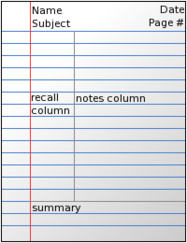 Name Date
Subject Page #
recall column
notes column
summary